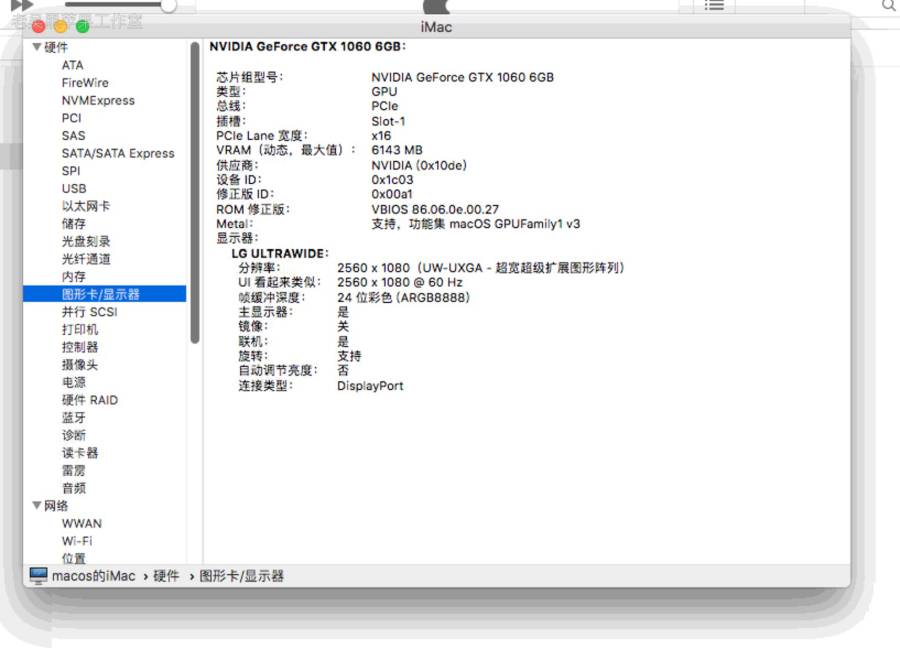 iMac
硬件
ATA
FireWire
NVMExpress
PCI
SAS
SATA/SATA Express
SPI
USB
以太网卡
储存
光盘刻录
光纤通道
内存
图形卡/显示器
并行 SCSI
打印机
控制器
摄像头
电源
硬件 RAID
蓝牙
诊断
读卡器
雷雳
音频
网络
WWAN
Wi-Fi
位置
NVIDIA GeForce GTX 1060 6GB：
芯片组型号： NVIDIA GeForce GTX 1060 6GB
类型： GPU
总线： PCIe
插槽： Slot-1
PCIe Lane 宽度： x16
VRAM（动态，最大值）： 6143 MB
供应商： NVIDIA (0x10de)
设备 ID： 0x1c03
修正版 ID： 0x00a1
ROM 修正版： VBIOS 86.06.0e.00.27
Metal： 支持，功能集 macOS GPUFamily1 v3
显示器：
LG ULTRAWIDE：
分辨率： 2560 x 1080（UW-UXGA - 超宽超级扩展图形阵列）
UI 看起来类似： 2560 x 1080 @ 60 Hz
帧缓冲深度： 24 位彩色 (ARGB8888)
主显示器： 是
镜像： 关
联机： 是
旋转： 支持
自动调节亮度： 否
连接类型： DisplayPort
macos的iMac › 硬件 › 图形卡/显示器